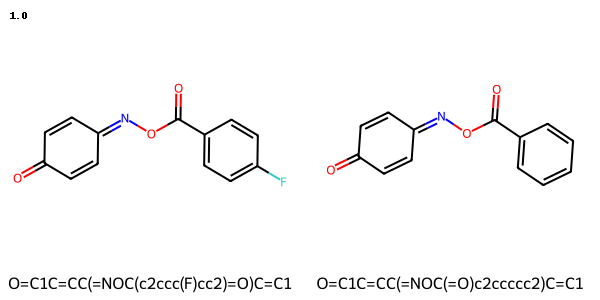 1.0
O N O O F
O N O O
O=C1C=CC(=NOC(c2ccc(F)cc2)=O)C=C1 O=C1C=CC(=NOC(=O)c2ccccc2)C=C1